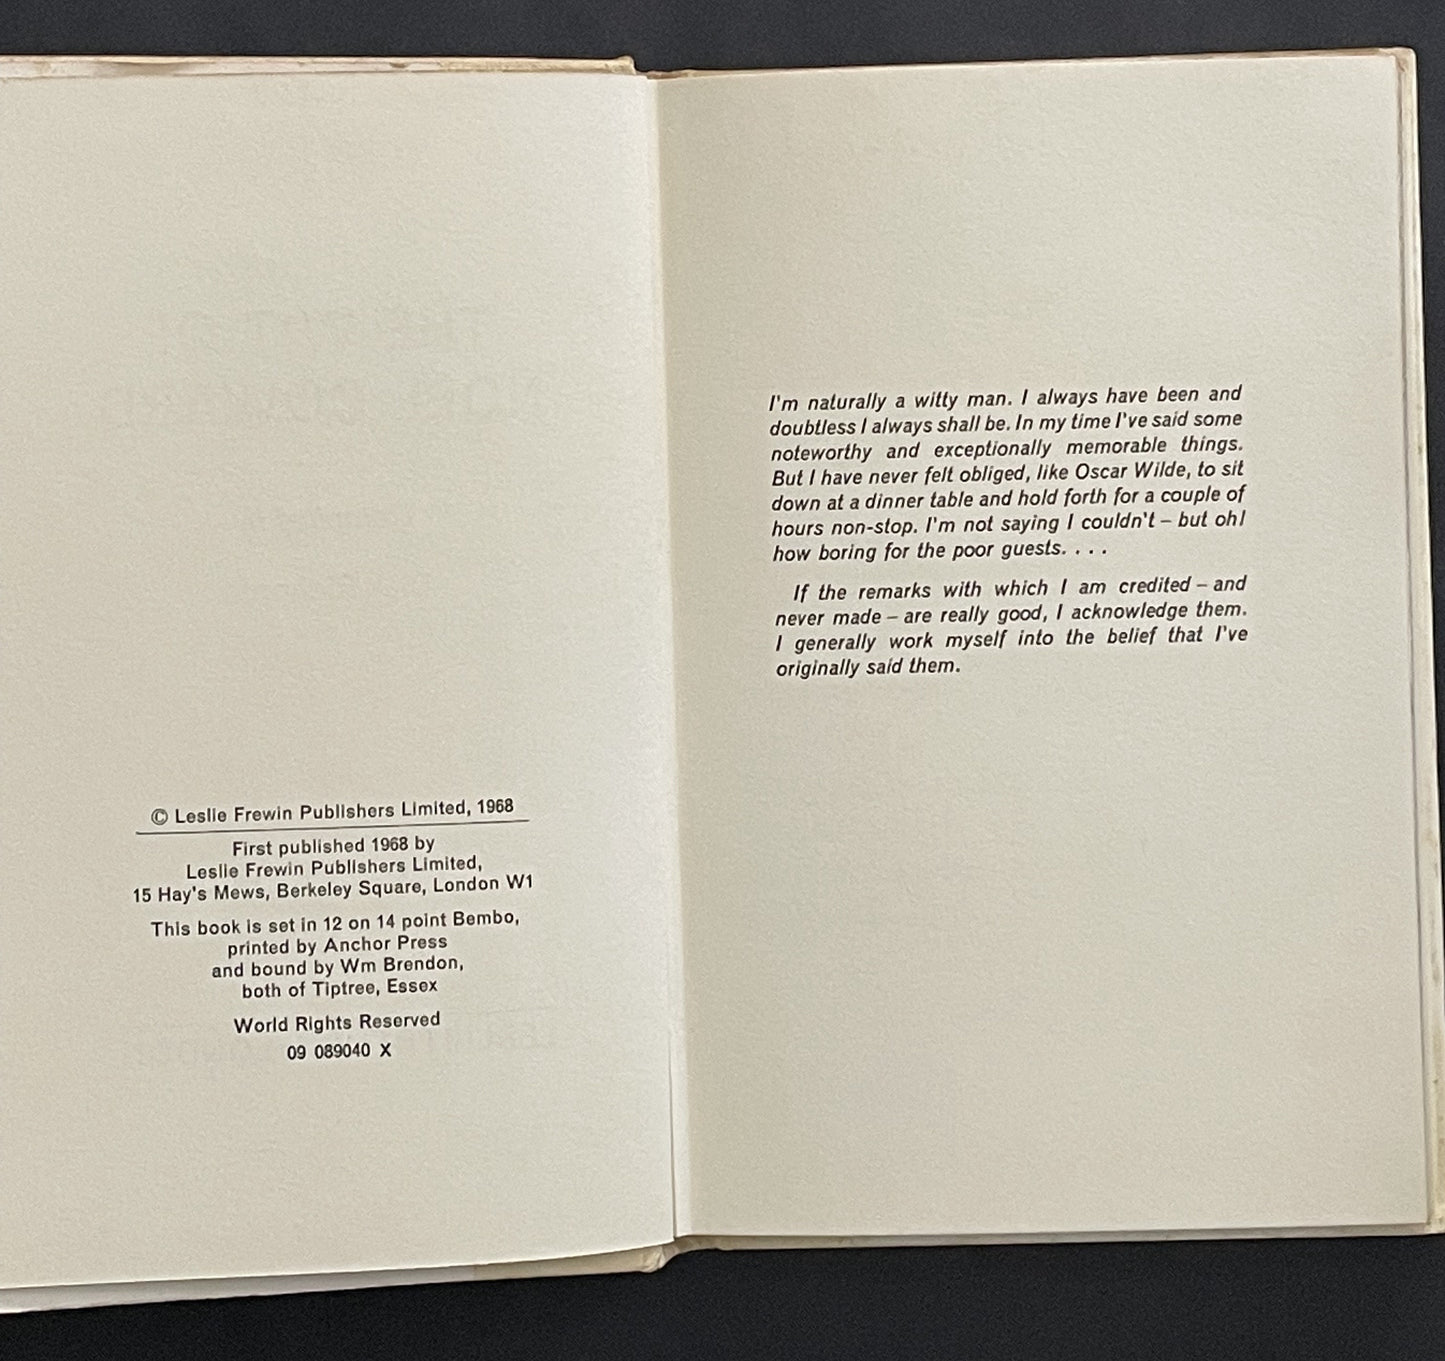 © Leslie Frewin Publishers Limited, 1968
First published 1968 by
Leslie Frewin Publishers Limited,
15 Hay's Mews, Berkeley Square, London W1
This book is set in 12 on 14 point Bembo,
printed by Anchor Press
and bound by Wm Brendon,
both of Tiptree, Essex
World Rights Reserved
09 089040 X
I'm naturally a witty man. I always have been and
doubtless I always shall be. In my time I've said some
noteworthy and exceptionally memorable things.
But I have never felt obliged, like Oscar Wilde, to sit
down at a dinner table and hold forth for a couple of
hours non-stop. I'm not saying I couldn't – but oh!
how boring for the poor guests. . . .
If the remarks with which I am credited – and
never made – are really good, I acknowledge them.
I generally work myself into the belief that I've
originally said them.